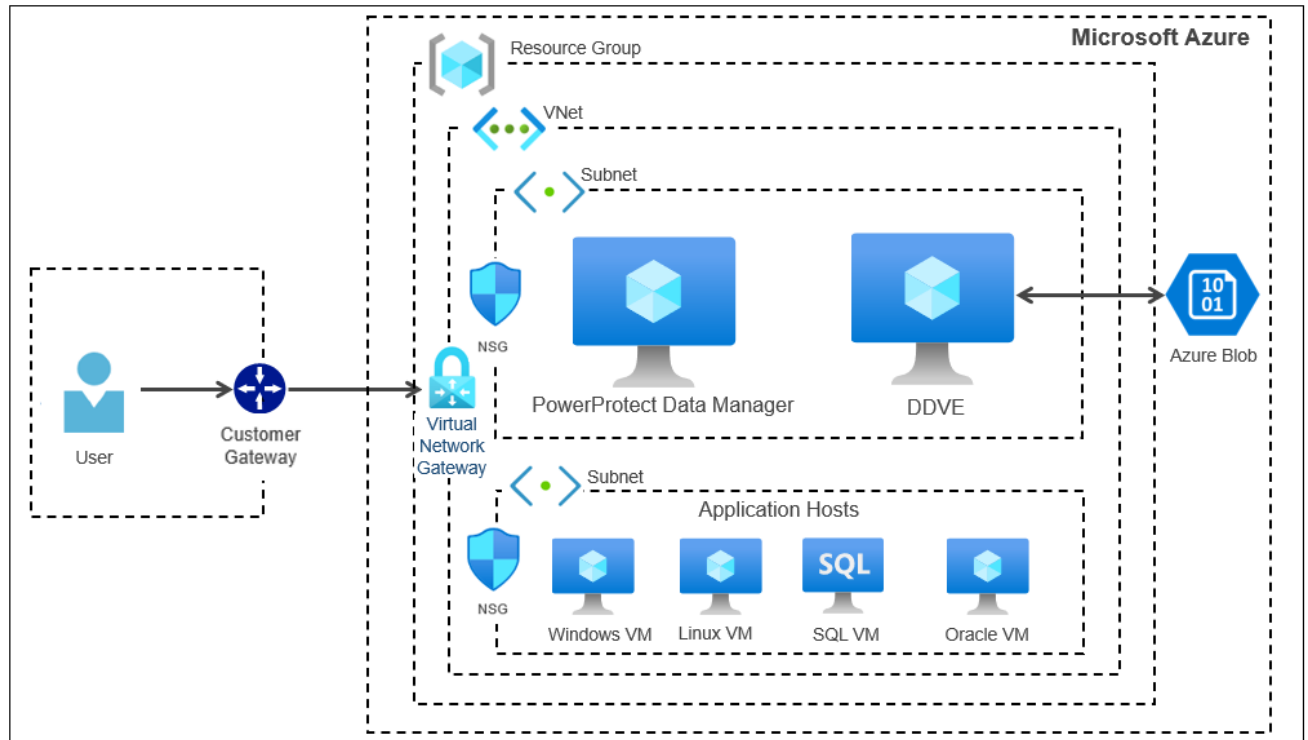 Microsoft Azure
Resource Group
VNet
Subnet
NSG
PowerProtect Data Manager
DDVE
10
01
Azure Blob
User
Customer
Gateway
Virtual
Network
Gateway
Subnet
Application Hosts
NSG
SQL
Windows VM
Linux VM
SQL VM
Oracle VM